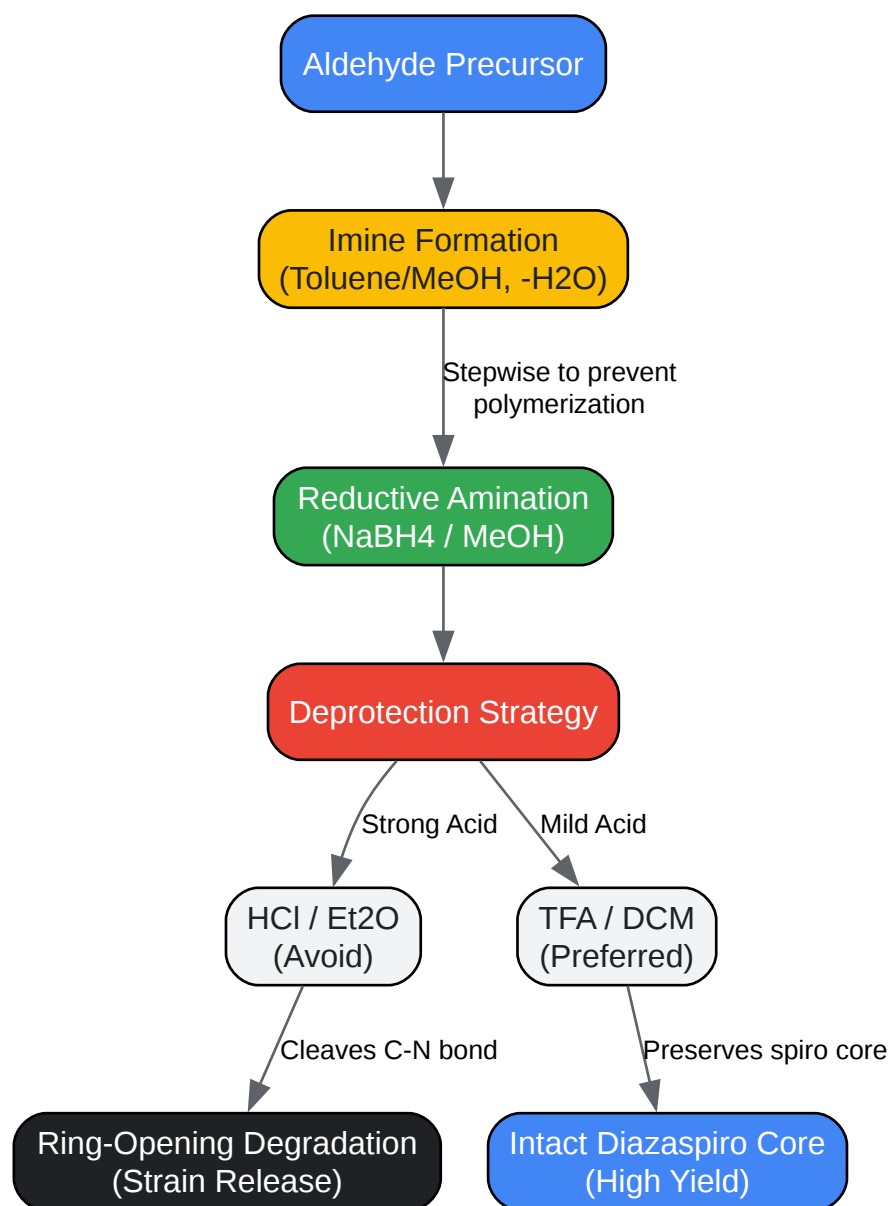 Aldehyde Precursor
Imine Formation
(Toluene/MeOH, -H2O)
Stepwise to prevent
polymerization
Reductive Amination
(NaBH4 / MeOH)
Deprotection Strategy
Strong Acid
Mild Acid
HCl / Et2O
(Avoid)
TFA / DCM
(Preferred)
Cleaves C-N bond
Preserves spiro core
Ring-Opening Degradation
(Strain Release)
Intact Diazaspiro Core
(High Yield)